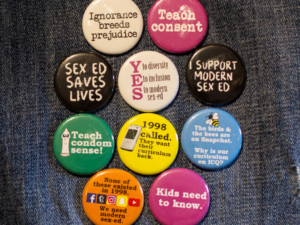 Ignorance
breeds
prejudice
Teach
consent
SEX ED
SAVES
LIVES
YES
to diversity
to inclusion
to modern
sex-ed
I SUPPORT
MODERN
SEX ED
Teach
condom
sense!
1998
called.
They want
their
curriculum
back.
The birds &
the bees
are on
Snapchat.
Why is our
curriculum
on ICQ?
None of
these existed
in 1998.
We need
modern
sex-ed.
Kids need
to know.